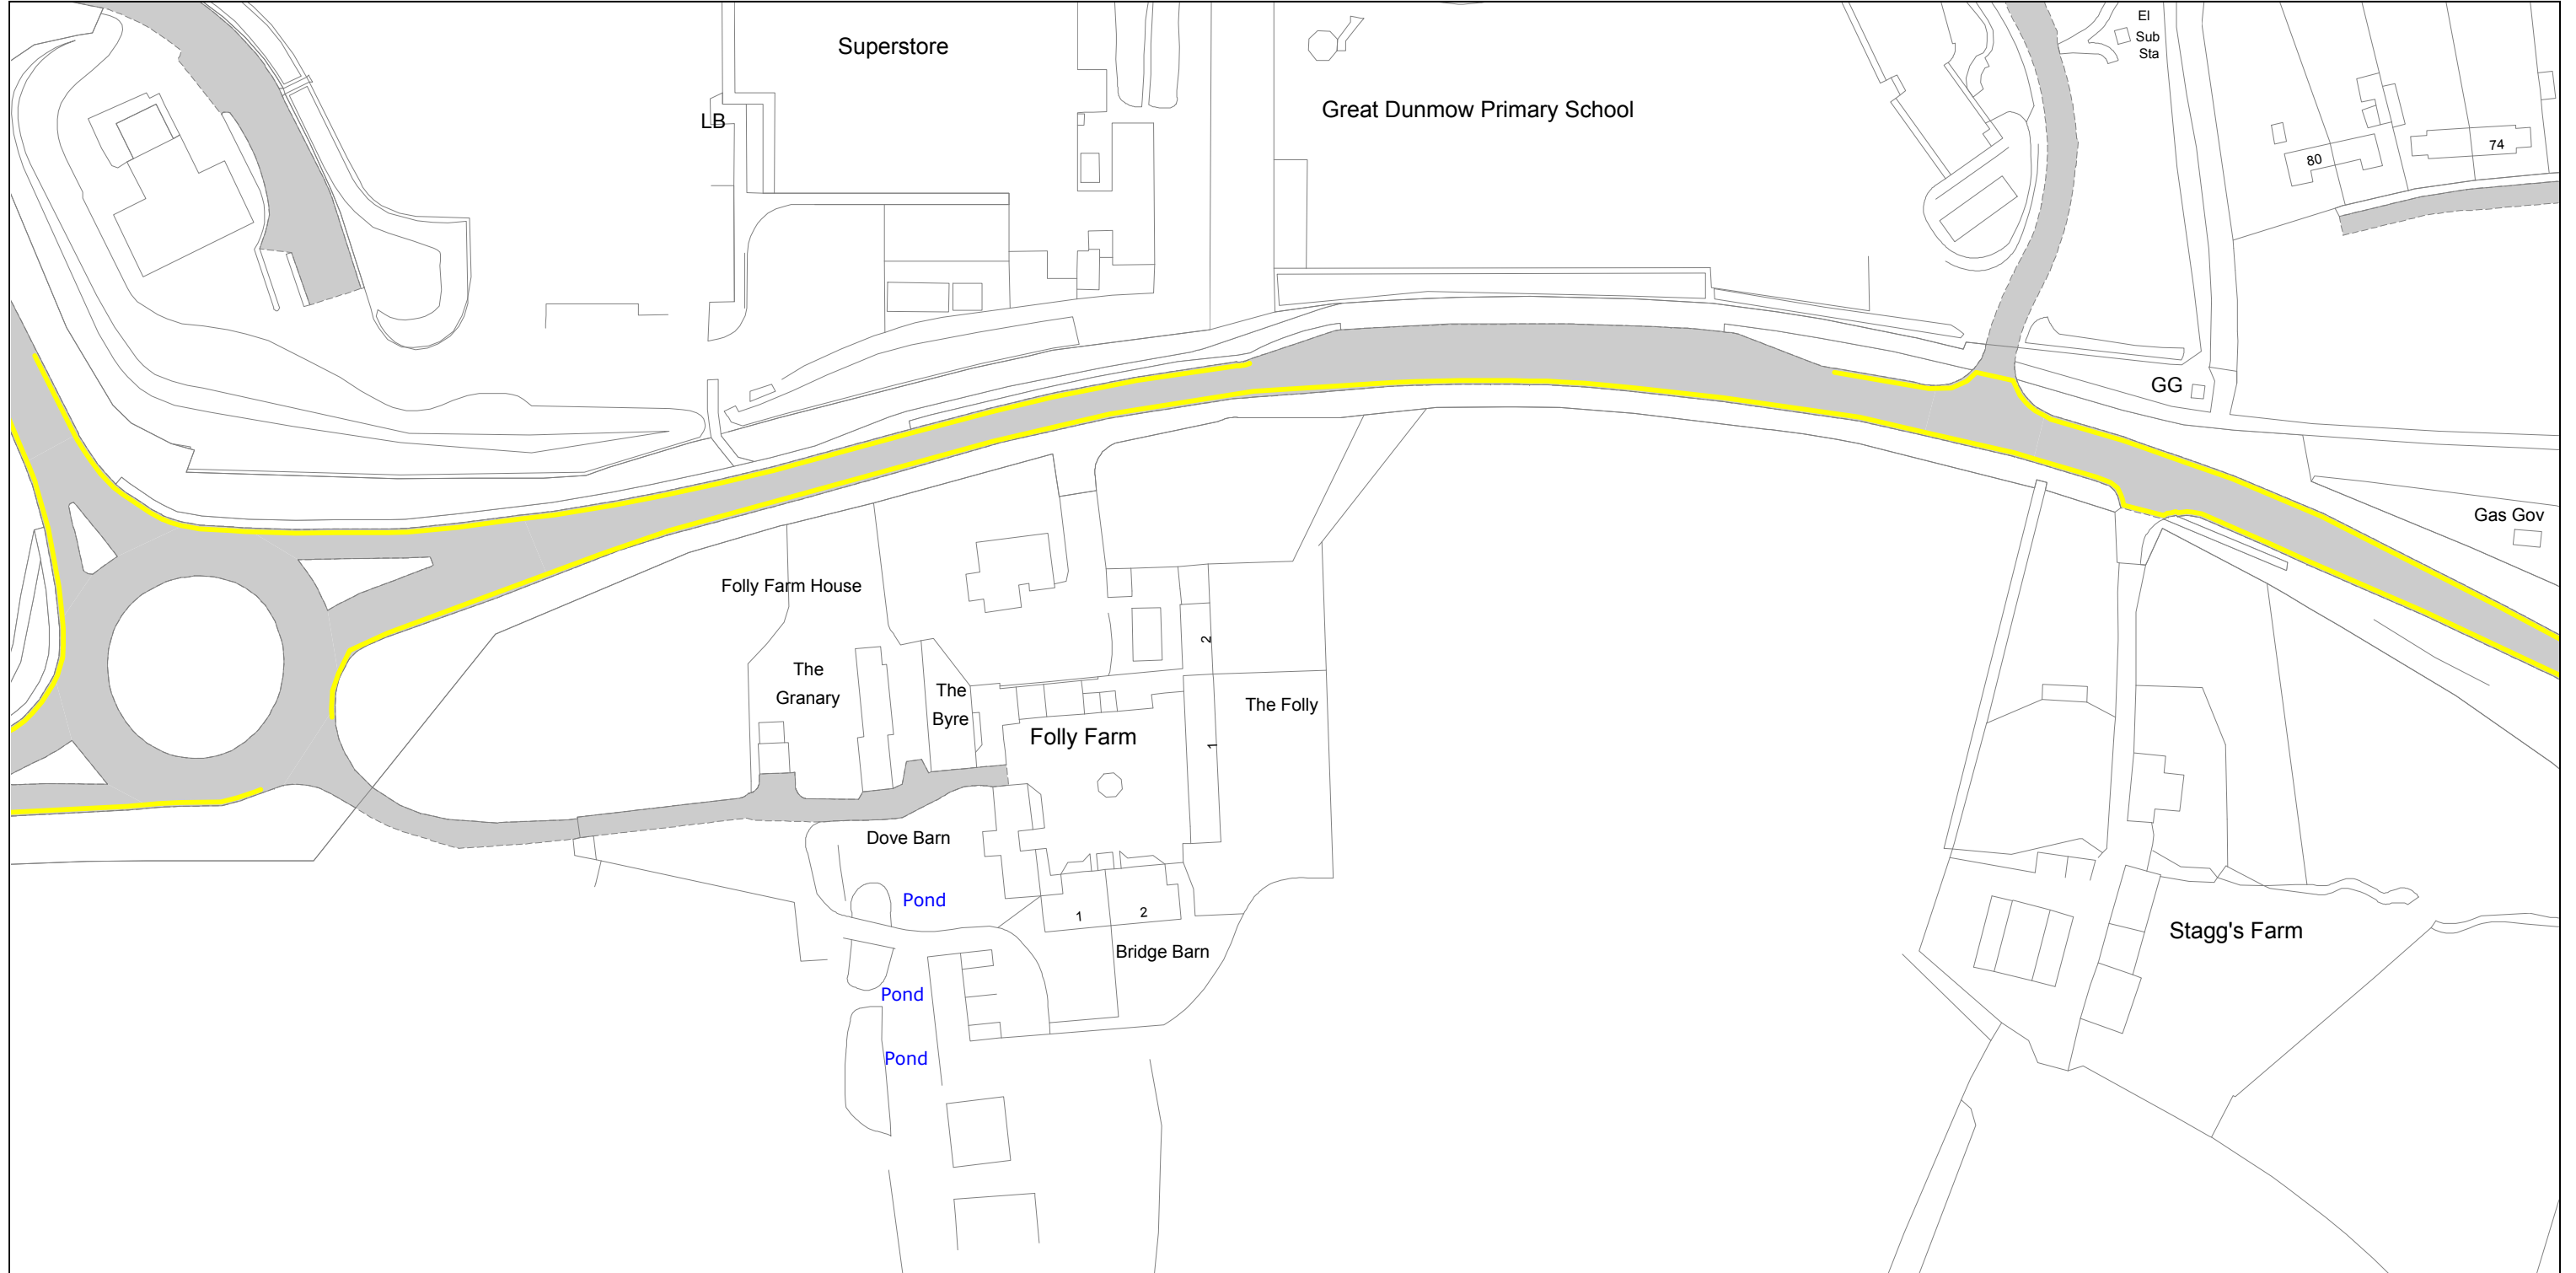 El
Sub
Sta
Superstore
Great Dunmow Primary School
LB
80
74
GG
Gas Gov
Folly Farm House
2
The
Granary
The
Byre
The Folly
Folly Farm
1
Dove Barn
Pond
1
2
Stagg's Farm
Bridge Barn
Pond
Pond